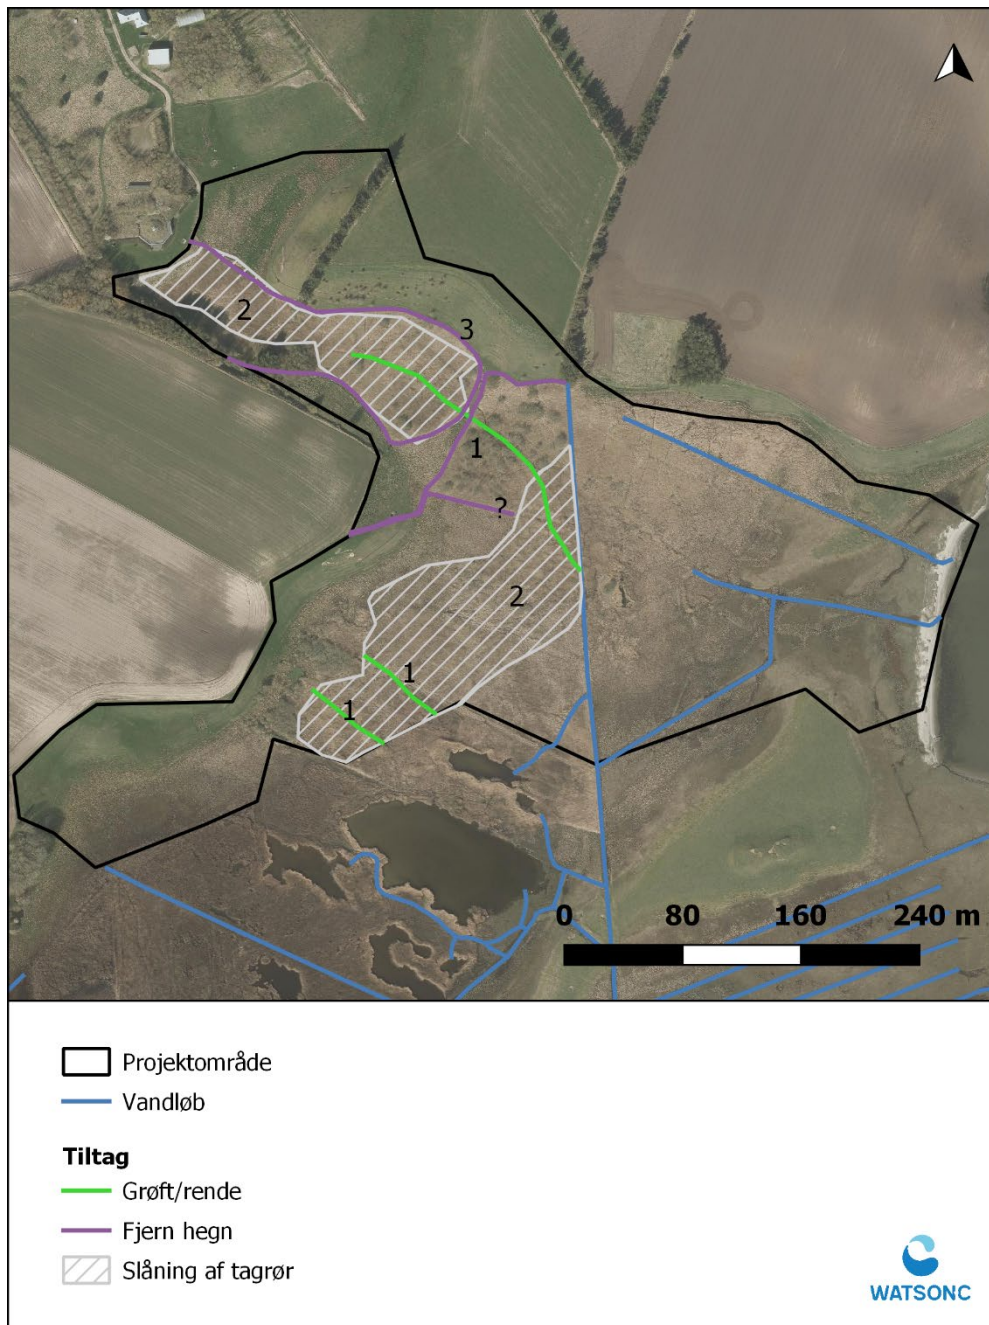 2
3
1
?
2
1
1
0 80 160 240 m
Projektområde
Vandløb
Tiltag
Grøft/rende
Fjern hegn
Slåning af tagrør
WATSONC